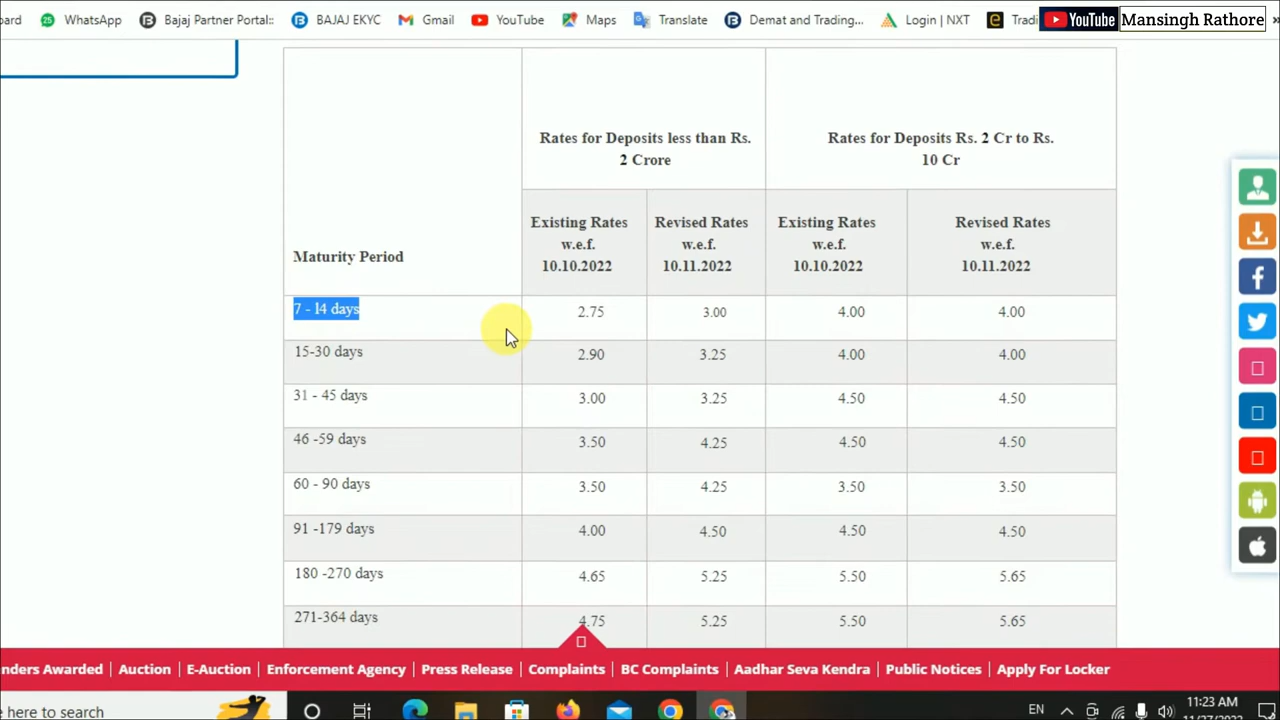 WhatsApp Bajaj Partner Portal:: BAJAJ EKYC Gmail YouTube Maps Translate Demat and Trading... Login | NXT YouTube Mansingh Rathore
Rates for Deposits less than Rs.
2 Crore
Rates for Deposits Rs. 2 Cr to Rs.
10 Cr
Maturity Period
Existing Rates
w.e.f.
10.10.2022
Revised Rates
w.e.f.
10.11.2022
Existing Rates
w.e.f.
10.10.2022
Revised Rates
w.e.f.
10.11.2022
7 - 14 days 2.75 3.00 4.00 4.00
15-30 days 2.90 3.25 4.00 4.00
31 - 45 days 3.00 3.25 4.50 4.50
46 -59 days 3.50 4.25 4.50 4.50
60 - 90 days 3.50 4.25 3.50 3.50
91 -179 days 4.00 4.50 4.50 4.50
180 -270 days 4.65 5.25 5.50 5.65
271-364 days 4.75 5.25 5.50 5.65
Awarded Auction E-Auction Enforcement Agency Press Release Complaints BC Complaints Aadhar Seva Kendra Public Notices Apply For Locker
here to search EN 11:23 AM